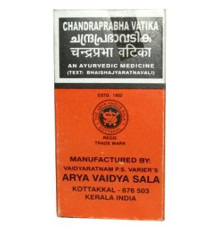 CHANDRAPRABHA VATIKA
ചന്ദ്രപ്രഭാവടിക
चन्द्रप्रभा वटिका
AN AYURVEDIC MEDICINE
(TEXT: BHAISHAJYARATNAVALI)
ESTD. 1902
REGD.
TRADE MARK
MANUFACTURED BY:
VAIDYARATNAM P.S. VARIER'S
ARYA VAIDYA SALA
KOTTAKKAL - 676 503
KERALA INDIA